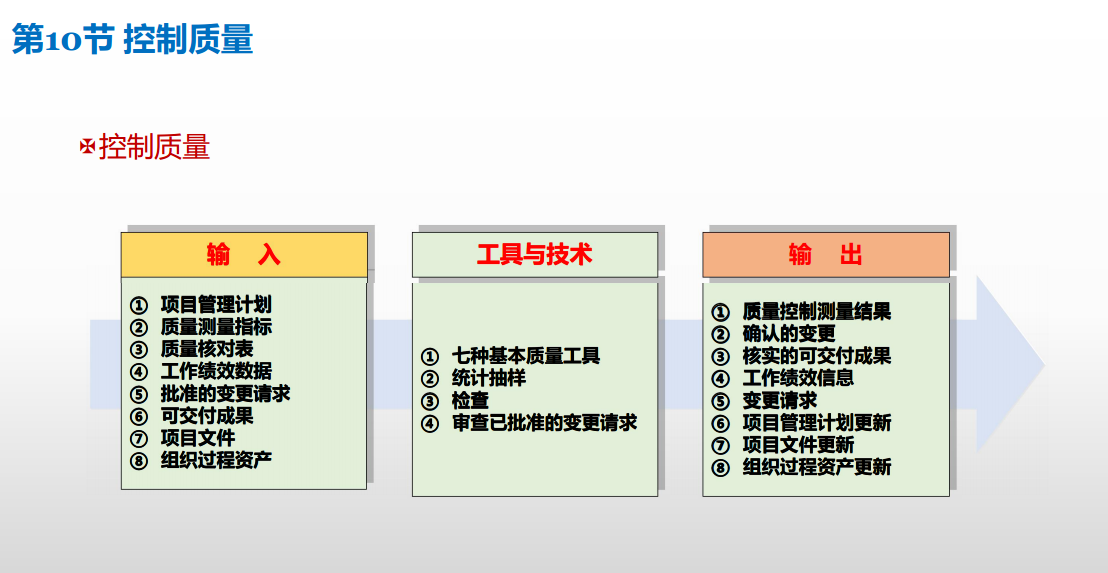 第10节 控制质量
✠控制质量
输 入
① 项目管理计划
② 质量测量指标
③ 质量核对表
④ 工作绩效数据
⑤ 批准的变更请求
⑥ 可交付成果
⑦ 项目文件
⑧ 组织过程资产
工具与技术
① 七种基本质量工具
② 统计抽样
③ 检查
④ 审查已批准的变更请求
输 出
① 质量控制测量结果
② 确认的变更
③ 核实的可交付成果
④ 工作绩效信息
⑤ 变更请求
⑥ 项目管理计划更新
⑦ 项目文件更新
⑧ 组织过程资产更新